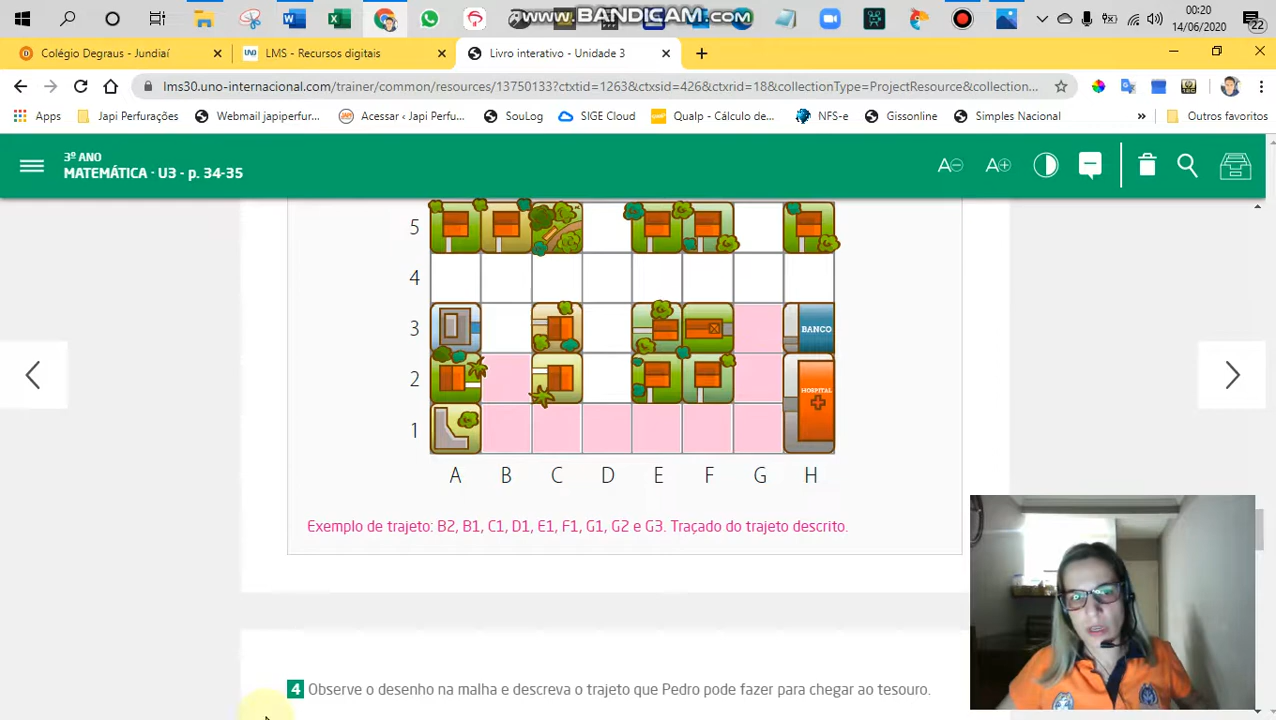 www.BANDICAM.com
00:20
14/06/2020
22
Colégio Degraus - Jundiaí
LMS - Recursos digitais
Livro interativo - Unidade 3
lms30.uno-internacional.com/trainer/common/resources/13750133?ctxtid=1263&ctxsid=426&ctxrid=18&collectionType=ProjectResource&collection...
Apps
Japi Perfurações
Webmail japiperfur...
Acessar ‹ Japi Perfu...
SouLog
SIGE Cloud
Qualp - Cálculo de...
NFS-e
Gissonline
Simples Nacional
»
Outros favoritos
3º ANO
MATEMÁTICA · U3 - p. 34-35
A− A+
5
4
3
BANCO
2
HOSPITAL
1
A B C D E F G H
Exemplo de trajeto: B2, B1, C1, D1, E1, F1, G1, G2 e G3. Traçado do trajeto descrito.
4 Observe o desenho na malha e descreva o trajeto que Pedro pode fazer para chegar ao tesouro.